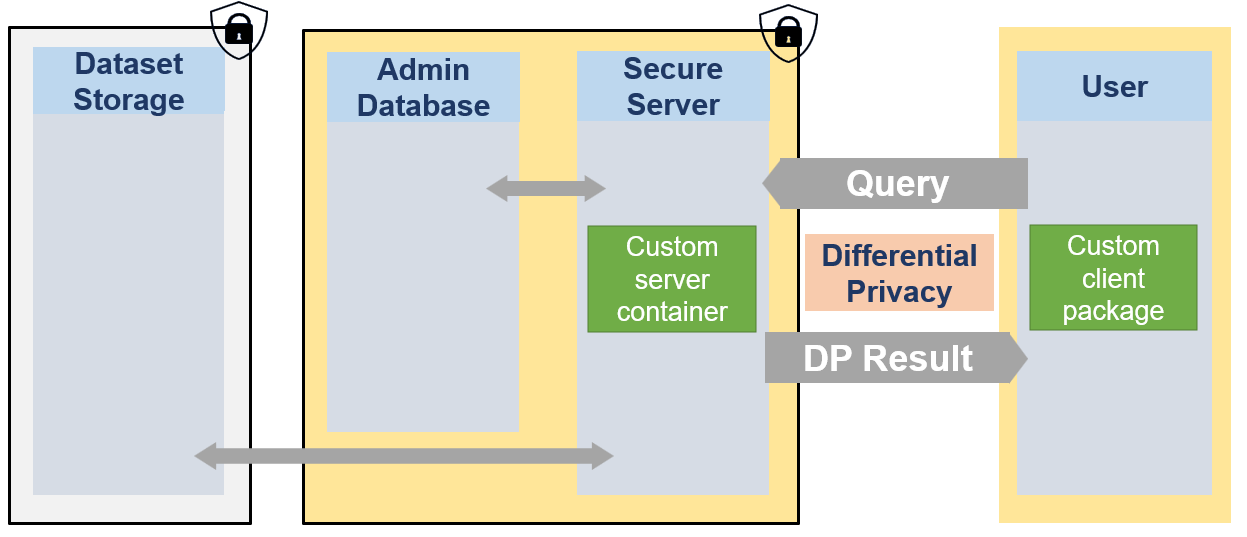 Dataset
Storage
Admin
Database
Secure
Server
User
Query
Custom
server
container
Differential
Privacy
Custom
client
package
DP Result